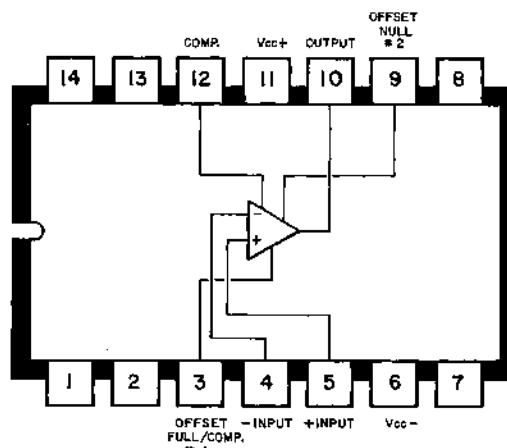 OFFSET
NULL
#2
COMP. Vcc+ OUTPUT
14 13 12 11 10 9 8
−
+
1 2 3 4 5 6 7
OFFSET −INPUT +INPUT Vcc−
FULL/COMP.